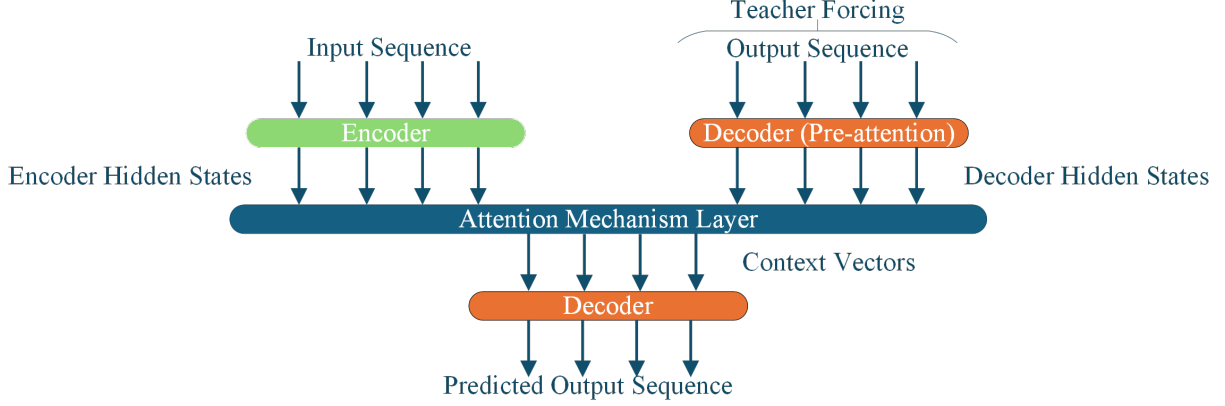 Teacher Forcing
Input Sequence
Output Sequence
Encoder
Decoder (Pre-attention)
Encoder Hidden States
Decoder Hidden States
Attention Mechanism Layer
Context Vectors
Decoder
Predicted Output Sequence